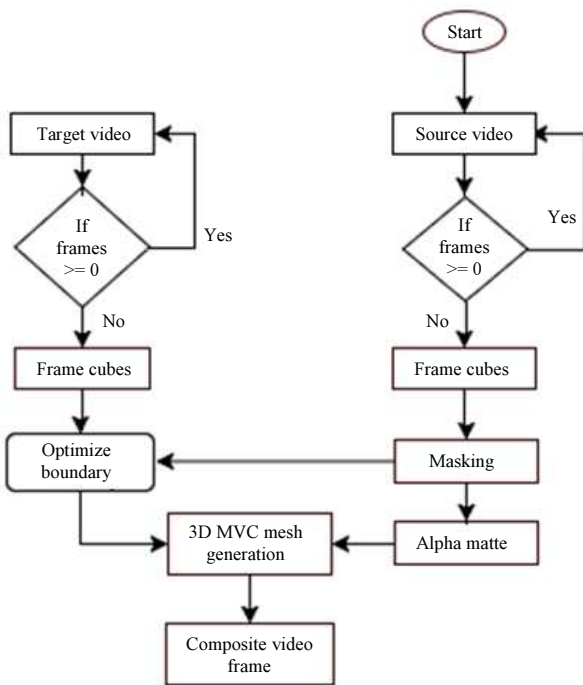 Start
Target video
Source video
If
frames
>= 0
Yes
If
frames
>= 0
Yes
No
No
Frame cubes
Frame cubes
Optimize
boundary
Masking
3D MVC mesh
generation
Alpha matte
Composite video
frame